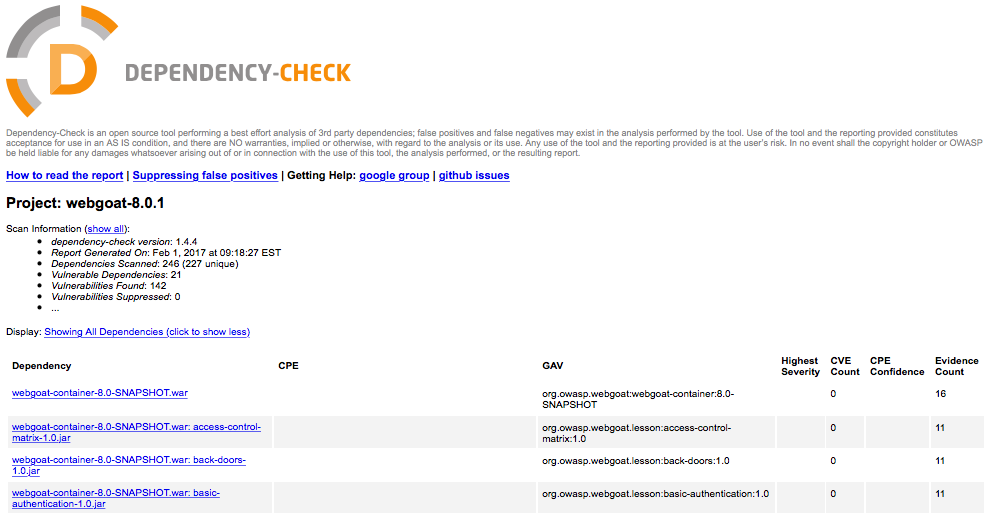 D
DEPENDENCY-CHECK
Dependency-Check is an open source tool performing a best effort analysis of 3rd party dependencies; false positives and false negatives may exist in the analysis performed by the tool. Use of the tool and the reporting provided constitutes
acceptance for use in an AS IS condition, and there are NO warranties, implied or otherwise, with regard to the analysis or its use. Any use of the tool and the reporting provided is at the user's risk. In no event shall the copyright holder or OWASP
be held liable for any damages whatsoever arising out of or in connection with the use of this tool, the analysis performed, or the resulting report.
How to read the report | Suppressing false positives | Getting Help: google group | github issues
Project: webgoat-8.0.1
Scan Information (show all):
• dependency-check version: 1.4.4
• Report Generated On: Feb 1, 2017 at 09:18:27 EST
• Dependencies Scanned: 246 (227 unique)
• Vulnerable Dependencies: 21
• Vulnerabilities Found: 142
• Vulnerabilities Suppressed: 0
• ...
Display: Showing All Dependencies (click to show less)
Dependency CPE GAV Highest Severity CVE Count CPE Confidence Evidence Count
webgoat-container-8.0-SNAPSHOT.war org.owasp.webgoat:webgoat-container:8.0- 0 16
SNAPSHOT
webgoat-container-8.0-SNAPSHOT.war: access-control- org.owasp.webgoat.lesson:access-control- 0 11
matrix-1.0.jar matrix:1.0
webgoat-container-8.0-SNAPSHOT.war: back-doors- org.owasp.webgoat.lesson:back-doors:1.0 0 11
1.0.jar
webgoat-container-8.0-SNAPSHOT.war: basic- org.owasp.webgoat.lesson:basic-authentication:1.0 0 11
authentication-1.0.jar